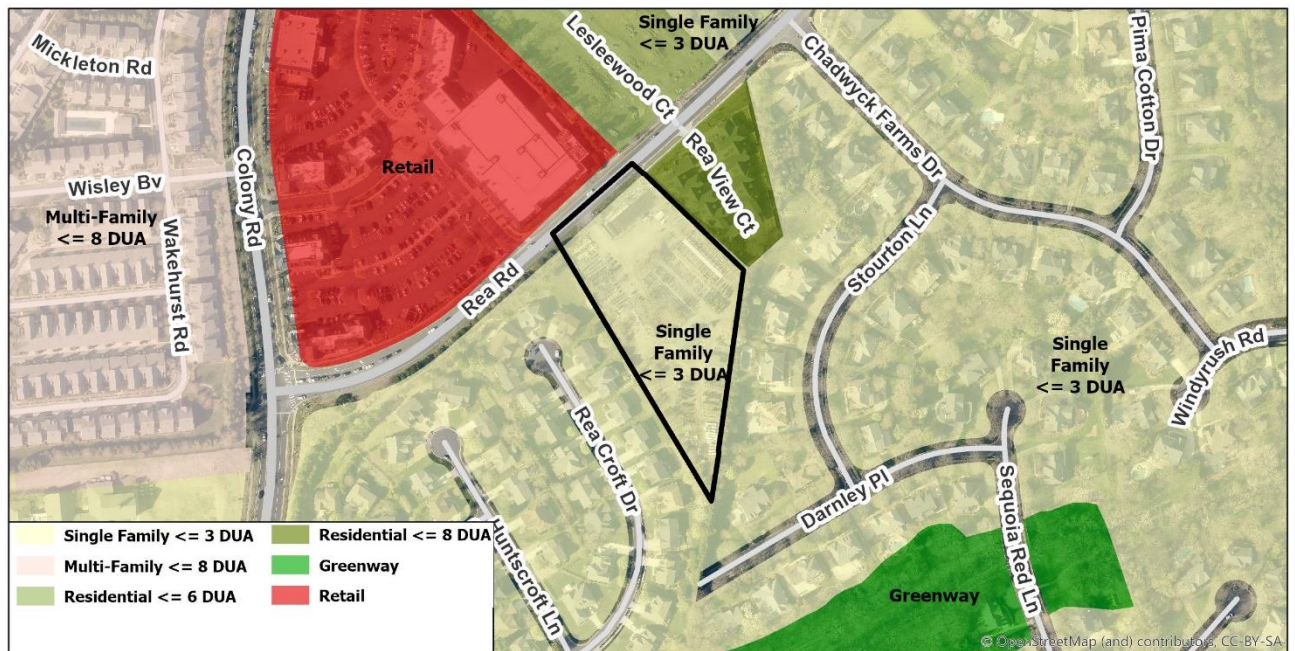 Mickleton Rd
Wisley Bv
Multi-Family
<= 8 DUA
Wakehurst Rd
Colony Rd
Retail
Rea Rd
Lesleewood Ct
Single Family
<= 3 DUA
Rea View Ct
Chadwyck Farms Dr
Pima Cotton Dr
Stourton Ln
Single
Family
<= 3 DUA
Single
Family
<= 3 DUA
Windyrush Rd
Rea Croft Dr
Huntscroft Ln
Darnley Pl
Sequoia Red Ln
Greenway
Single Family <= 3 DUA
Multi-Family <= 8 DUA
Residential <= 6 DUA
Residential <= 8 DUA
Greenway
Retail
© OpenStreetMap (and) contributors, CC-BY-SA